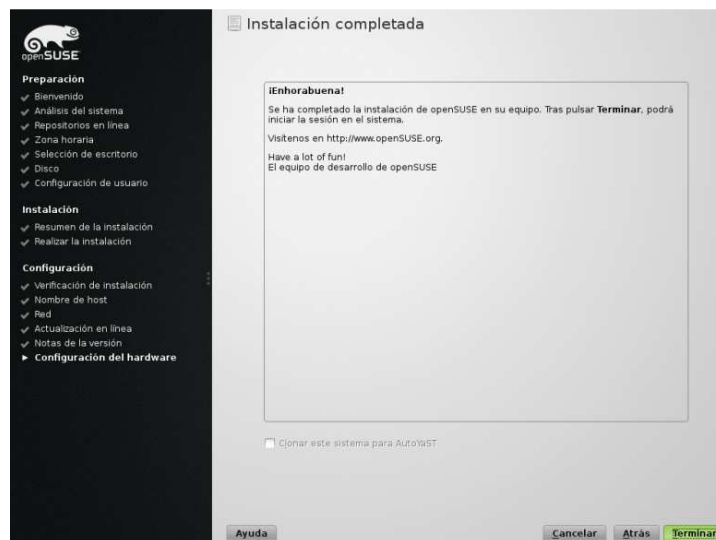 openSUSE
Preparación
Bienvenido
Análisis del sistema
Repositorios en línea
Zona horaria
Selección de escritorio
Disco
Configuración de usuario
Instalación
Resumen de la instalación
Realizar la instalación
Configuración
Verificación de instalación
Nombre de host
Red
Actualización en línea
Notas de la versión
Configuración del hardware
Instalación completada
¡Enhorabuena!
Se ha completado la instalación de openSUSE en su equipo. Tras pulsar Terminar, podrá
iniciar la sesión en el sistema.
Visítenos en http://www.openSUSE.org.
Have a lot of fun!
El equipo de desarrollo de openSUSE
Clonar este sistema para AutoYaST
Ayuda
Cancelar
Atrás
Terminar